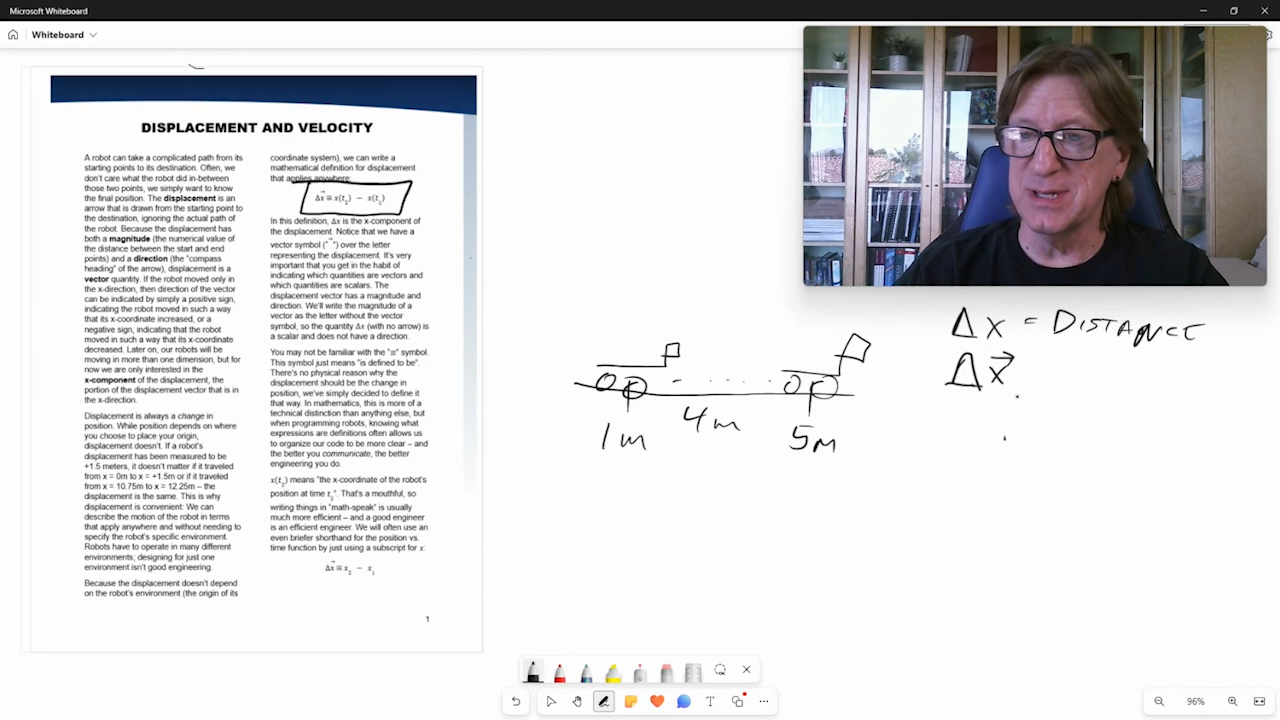 Microsoft Whiteboard
Whiteboard
DISPLACEMENT AND VELOCITY
A robot can take a complicated path from its
starting points to its destination. Often, we
don't care what the robot did in-between
those two points, we simply want to know
the final position. The displacement is an
arrow that is drawn from the starting point to
the destination, ignoring the actual path of
the robot. Because the displacement has
both a magnitude (the numerical value of
the distance between the start and end
points) and a direction (the "compass
heading" of the arrow), displacement is a
vector quantity. If the robot moved only in
the x-direction, then direction of the vector
can be indicated by simply a positive sign,
indicating the robot moved in such a way
that its x-coordinate increased, or a
negative sign, indicating that the robot
moved in such a way that its x-coordinate
decreased. Later on, our robots will be
moving in more than one dimension, but for
now we are only interested in the
x-component of the displacement, the
portion of the displacement vector that is in
the x-direction.
Displacement is always a change in
position. While position depends on where
you choose to place your origin,
displacement doesn't. If a robot's
displacement has been measured to be
+1.5 meters, it doesn't matter if it traveled
from x = 0m to x = +1.5m or if it traveled
from x = 10.75m to x = 12.25m – the
displacement is the same. This is why
displacement is convenient: We can
describe the motion of the robot in terms
that apply anywhere and without needing to
specify the robot's specific environment.
Robots have to operate in many different
environments; designing for just one
environment isn't good engineering.
Because the displacement doesn't depend
on the robot's environment (the origin of its
coordinate system), we can write a
mathematical definition for displacement
that applies anywhere:
Δx⃗ ≡ x(t₂) − x(t₁)
In this definition, Δx is the x-component of
the displacement. Notice that we have a
vector symbol ("→") over the letter
representing the displacement. It's very
important that you get in the habit of
indicating which quantities are vectors and
which quantities are scalars. The
displacement vector has a magnitude and
direction. We'll write the magnitude of a
vector as the letter without the vector
symbol, so the quantity Δx (with no arrow) is
a scalar and does not have a direction.
You may not be familiar with the "≡" symbol.
This symbol just means "is defined to be".
There's no physical reason why the
displacement should be the change in
position, we've simply decided to define it
that way. In mathematics, this is more of a
technical distinction than anything else, but
when programming robots, knowing what
expressions are definitions often allows us
to organize our code to be more clear – and
the better you communicate, the better
engineering you do.
x(t₂) means "the x-coordinate of the robot's
position at time t₂". That's a mouthful, so
writing things in "math-speak" is usually
much more efficient – and a good engineer
is an efficient engineer. We will often use an
even briefer shorthand for the position vs.
time function by just using a subscript for x:
Δx⃗ ≡ x₂ − x₁
1
1m
4m
5m
Δx = DISTANCE
Δx⃗
96%